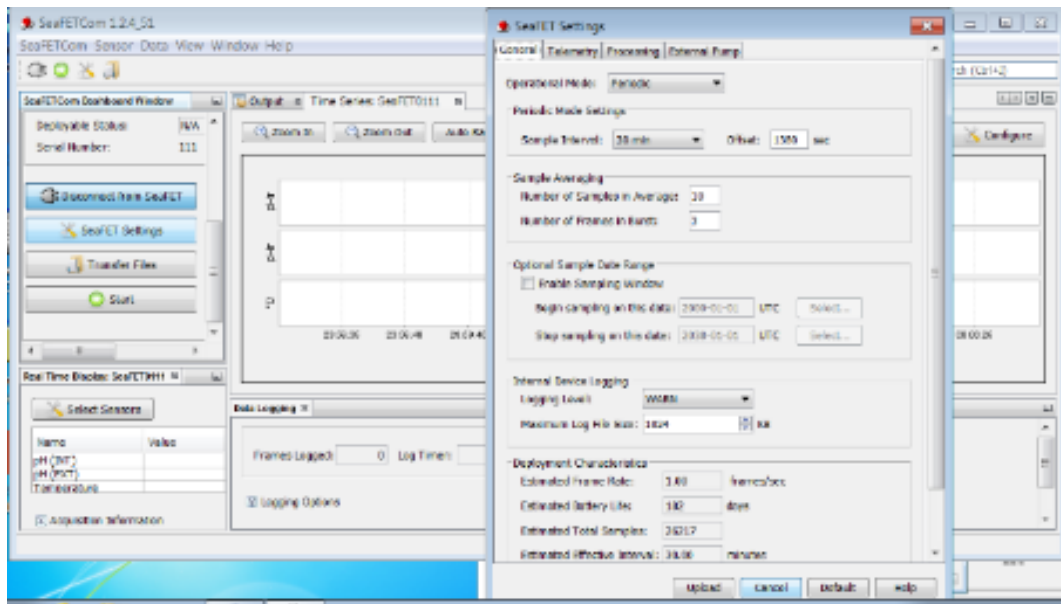 SeaFETCom 1.2.4_S1
SeaFETCom Sensor Data View Window Help
SeaFETCom Dashboard Window
Deployable Status: N/A
Serial Number: 111
Disconnect from SeaFET
SeaFET Settings
Transfer Files
Start
Real Time Display: SeaFET0111
Select Sensors
Name Value
pH (INT)
pH (EXT)
Temperature
Acquisition Information
Output Time Series: SeaFET0111
Zoom In Zoom Out
Data Logging
Frames Logged: 0 Log Timer:
Logging Options
SeaFET Settings
General Telemetry Processing External Pump
Operational Mode: Periodic
Periodic Mode Settings
Sample Interval: 30 min Offset: sec
Sample Averaging
Number of Samples in Average: 10
Number of Frames in Burst: 3
Optional Sample Date Range
Enable Sampling Window
Begin sampling on this date: UTC Select...
Stop sampling on this date: UTC Select...
Internal Device Logging
Logging Level: WARN
Maximum Log File Size: 1024 KB
Deployment Characteristics
Estimated Frame Rate: 1.00 frames/sec
Estimated Battery Life: 182 days
Estimated Total Samples: 26217
Estimated Effective Interval: 30.00 minutes
Upload Cancel Default Help
Configure